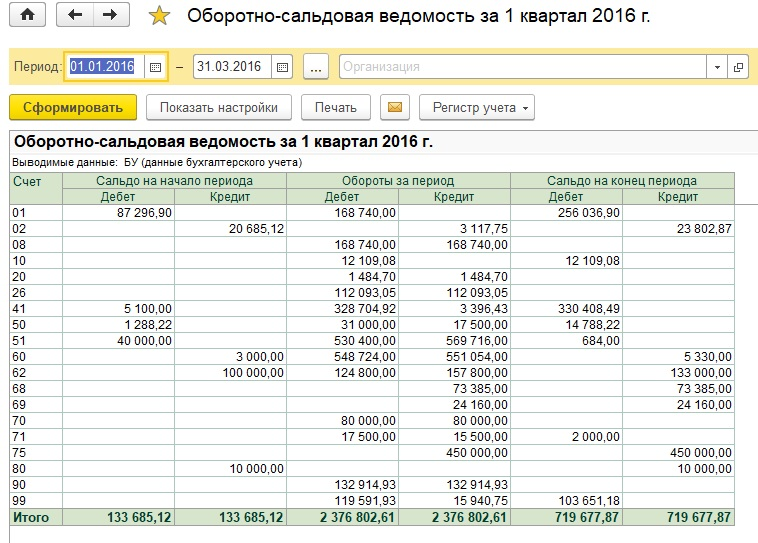 Оборотно-сальдовая ведомость за 1 квартал 2016 г.
Период: 01.01.2016 – 31.03.2016 ... Организация
Сформировать Показать настройки Печать Регистр учета
Оборотно-сальдовая ведомость за 1 квартал 2016 г.
Выводимые данные: БУ (данные бухгалтерского учета)
Счет Сальдо на начало периода Обороты за период Сальдо на конец периода
Дебет Кредит Дебет Кредит Дебет Кредит
01 87 296,90 168 740,00 256 036,90
02 20 685,12 3 117,75 23 802,87
08 168 740,00 168 740,00
10 12 109,08 12 109,08
20 1 484,70 1 484,70
26 112 093,05 112 093,05
41 5 100,00 328 704,92 3 396,43 330 408,49
50 1 288,22 31 000,00 17 500,00 14 788,22
51 40 000,00 530 400,00 569 716,00 684,00
60 3 000,00 548 724,00 551 054,00 5 330,00
62 100 000,00 124 800,00 157 800,00 133 000,00
68 73 385,00 73 385,00
69 24 160,00 24 160,00
70 80 000,00 80 000,00
71 17 500,00 15 500,00 2 000,00
75 450 000,00 450 000,00
80 10 000,00 10 000,00
90 132 914,93 132 914,93
99 119 591,93 15 940,75 103 651,18
Итого 133 685,12 133 685,12 2 376 802,61 2 376 802,61 719 677,87 719 677,87